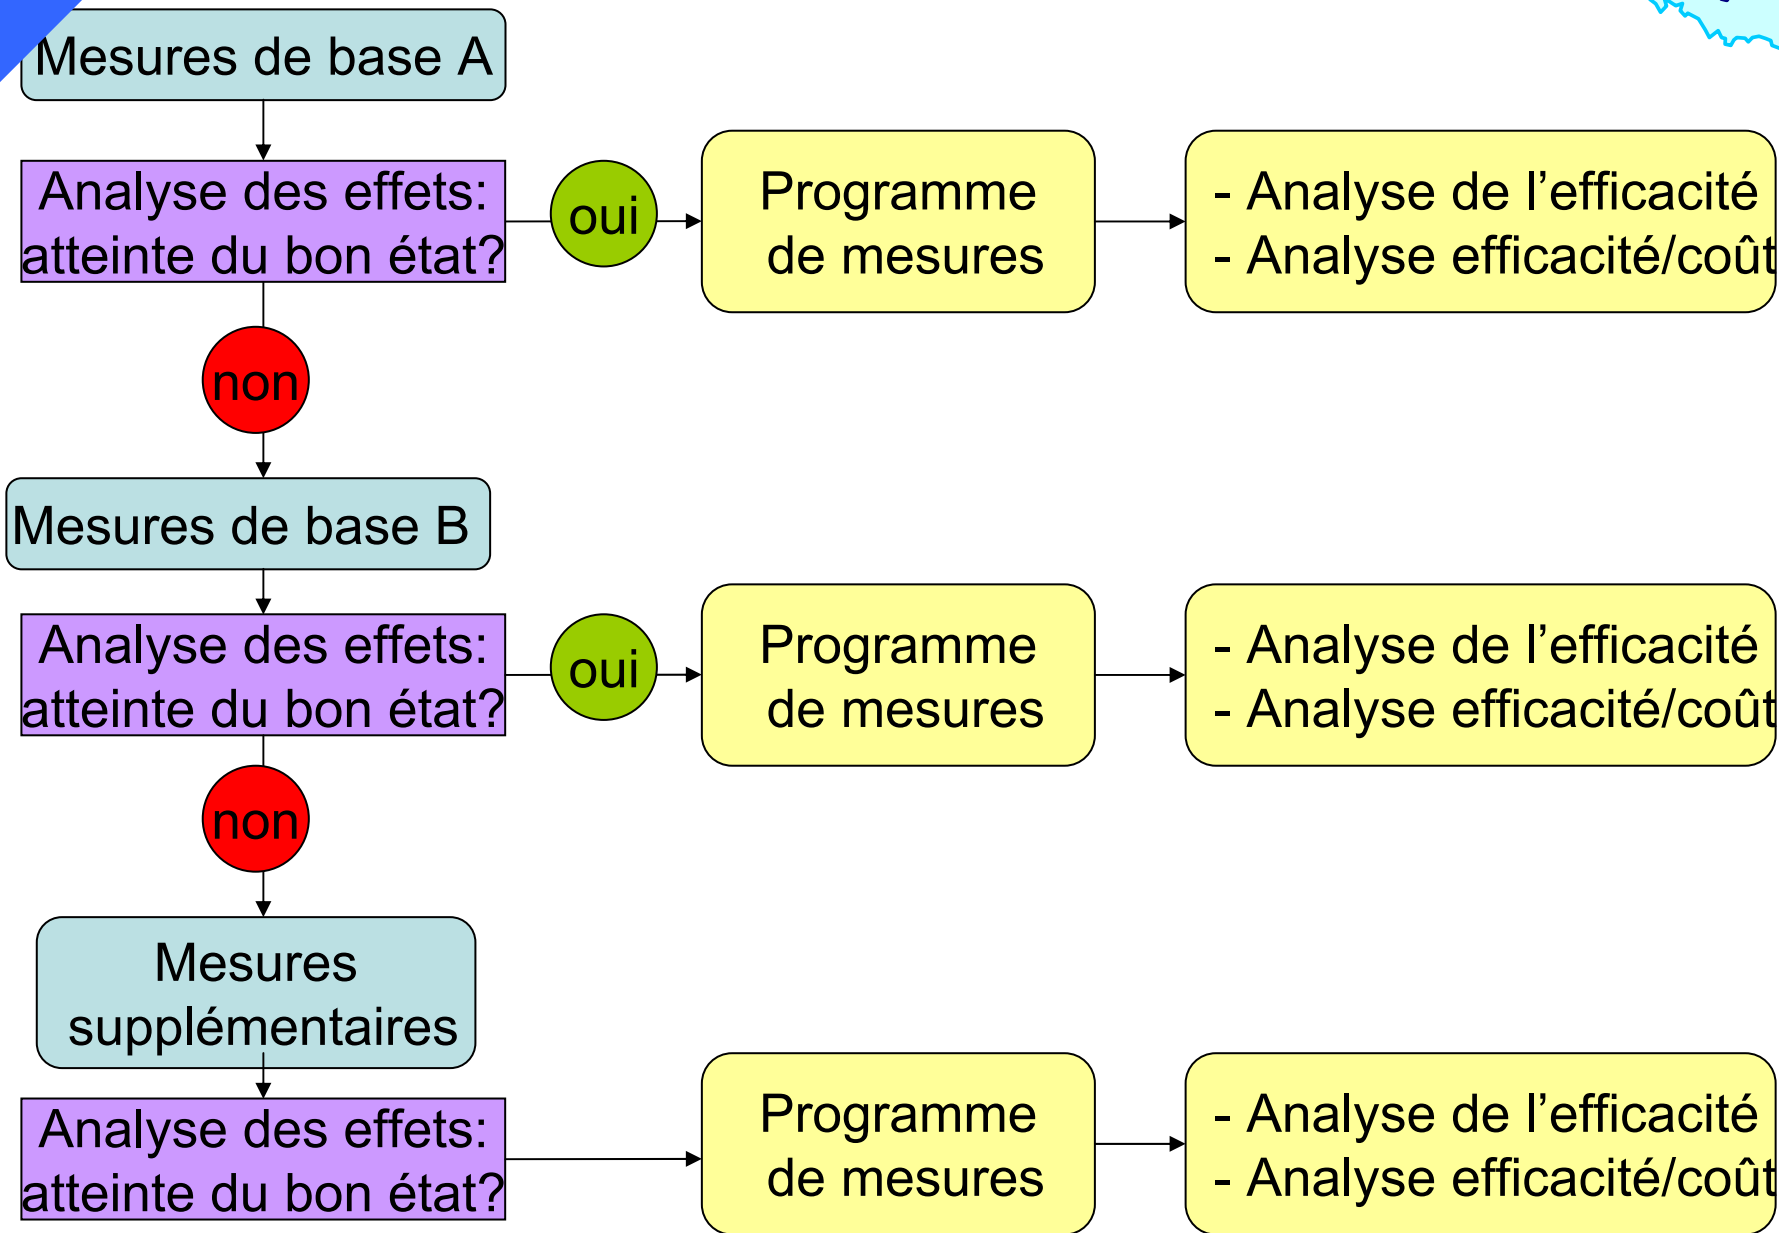 Mesures de base A
Analyse des effets:
atteinte du bon état?
oui
Programme
de mesures
- Analyse de l’efficacité
- Analyse efficacité/coût
non
Mesures de base B
Analyse des effets:
atteinte du bon état?
oui
Programme
de mesures
- Analyse de l’efficacité
- Analyse efficacité/coût
non
Mesures
supplémentaires
Analyse des effets:
atteinte du bon état?
Programme
de mesures
- Analyse de l’efficacité
- Analyse efficacité/coût